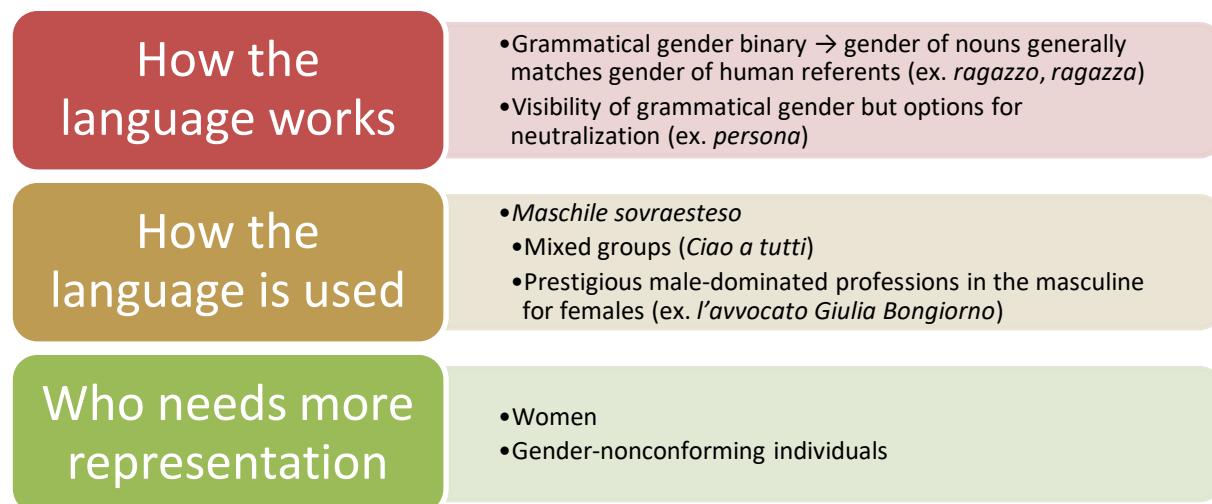 How the
language works
•Grammatical gender binary → gender of nouns generally
matches gender of human referents (ex. ragazzo, ragazza)
•Visibility of grammatical gender but options for
neutralization (ex. persona)
How the
language is used
•Maschile sovraesteso
•Mixed groups (Ciao a tutti)
•Prestigious male-dominated professions in the masculine
for females (ex. l’avvocato Giulia Bongiorno)
Who needs more
representation
•Women
•Gender-nonconforming individuals